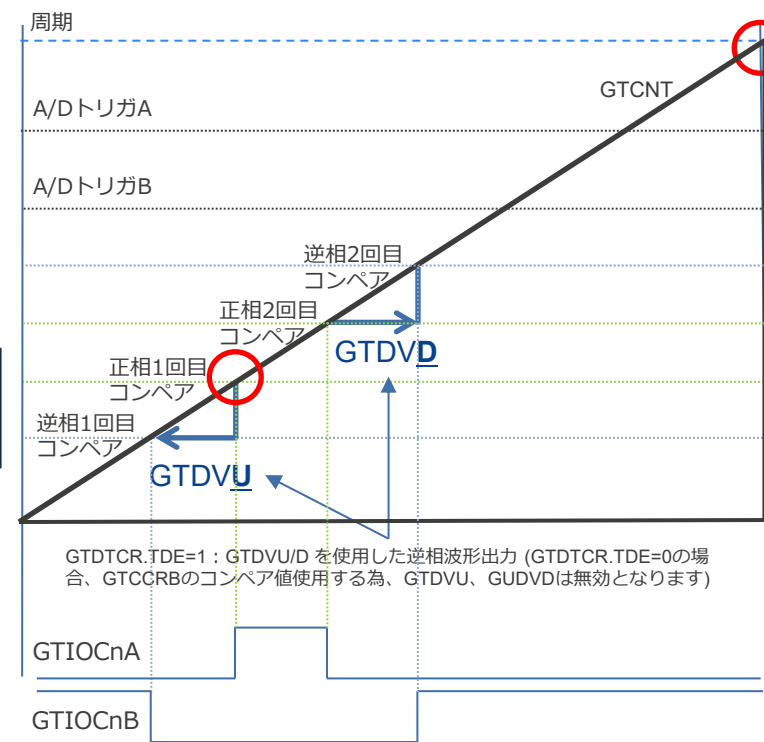 周期
GTCNT
A/DトリガA
A/DトリガB
逆相2回目
コンペア
正相2回目
コンペア
GTDVD
正相1回目
コンペア
逆相1回目
コンペア
GTDVU
GTDTCR.TDE=1：GTDVU/D を使用した逆相波形出力 (GTDTCR.TDE=0の場
合、GTCCRBのコンペア値使用する為、GTDVU、GUDVDは無効となります)
GTIOCnA
GTIOCnB